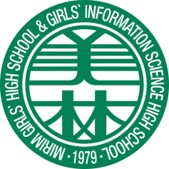 MIRIM GIRLS' HIGH SCHOOL & GIRLS' INFORMATION SCIENCE HIGH SCHOOL
美林
· 1979 ·